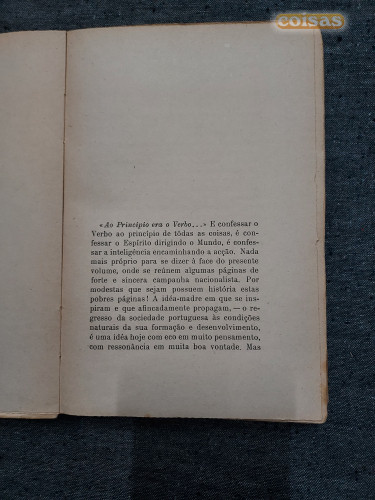 coisas
«Ao Princípio era o Verbo...» E confessar o
Verbo ao princípio de tôdas as coisas, é con-
fessar o Espírito dirigindo o Mundo, é confes-
sar a inteligência encaminhando a acção. Nada
mais próprio para se dizer à face do presente
volume, onde se reúnem algumas páginas de
forte e sincera campanha nacionalista. Por
modestas que sejam possuem história estas
pobres páginas! A idéa-madre em que se ins-
piram e que afincadamente propagam, — o re-
gresso da sociedade portuguesa às condições
naturais da sua formação e desenvolvimento,
é uma idéa hoje com eco em muito pensamento,
com ressonância em muita boa vontade. Mas